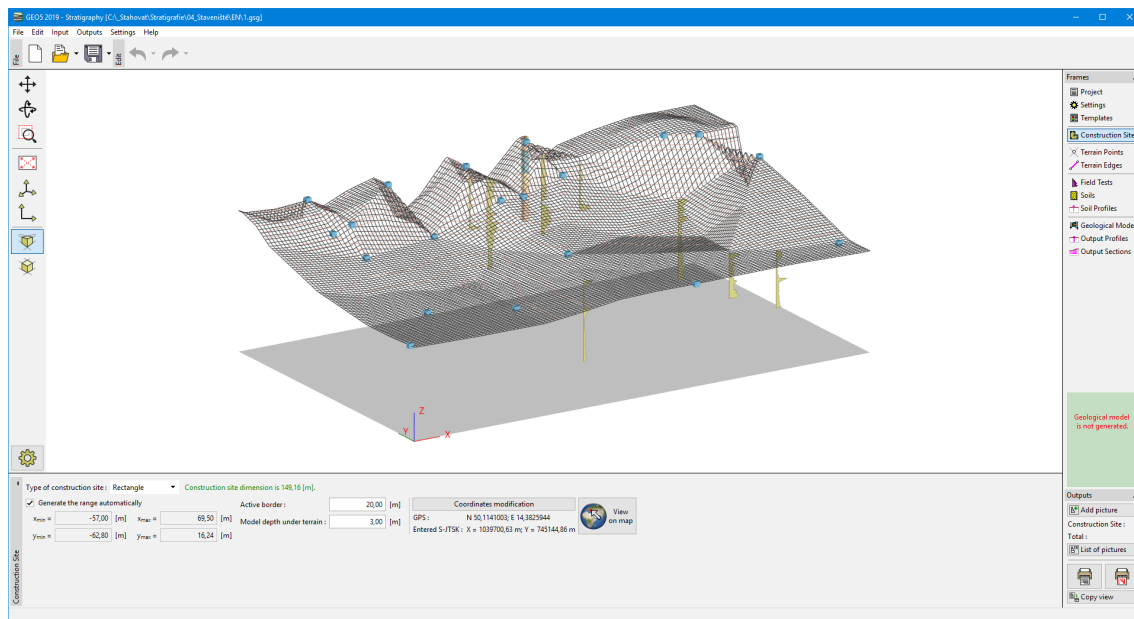 GEO5 2019 - Stratigraphy [C:\_Stahovat\Stratigrafie\04_Staveniště\EN\1.gsg]
File Edit Input Outputs Settings Help
File
Edit
Frames
Project
Settings
Templates
Construction Site
Terrain Points
Terrain Edges
Field Tests
Soils
Soil Profiles
Geological Mode
Output Profiles
Output Sections
Z
Y
X
Geological model
is not generated.
Construction Site
Type of construction site : Rectangle Construction site dimension is 149,16 [m].
Generate the range automatically
xmin = -57,00 [m] xmax = 69,50 [m]
ymin = -62,80 [m] ymax = 16,24 [m]
Active border : 20,00 [m]
Model depth under terrain : 3,00 [m]
Coordinates modification
GPS : N 50,1141003; E 14,3825944
Entered S-JTSK : X = 1039700,63 m; Y = 745144,86 m
View
on map
Outputs
Add picture
Construction Site :
Total :
List of pictures
Copy view